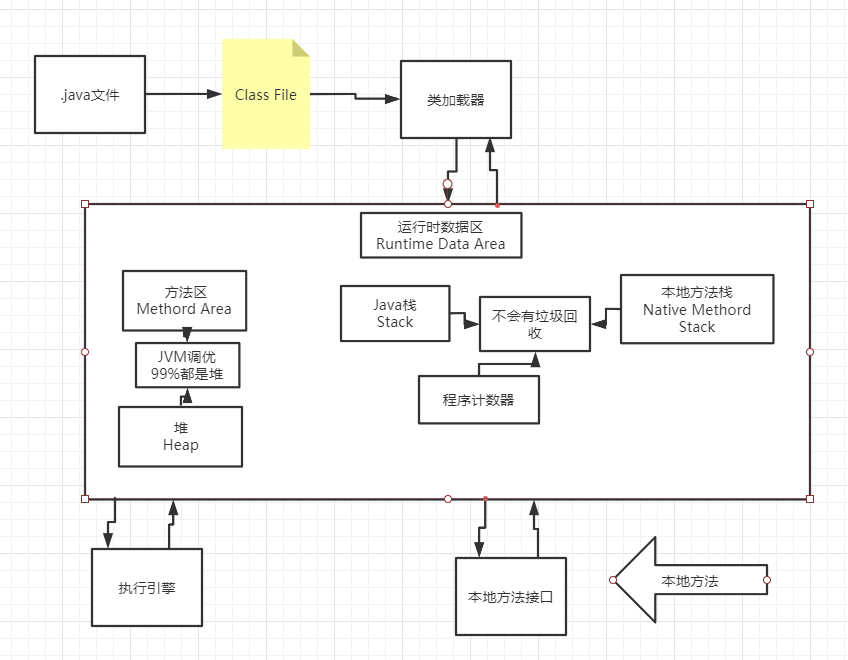 .java文件
Class File
类加载器
运行时数据区
Runtime Data Area
方法区
Methord Area
JVM调优
99%都是堆
堆
Heap
Java栈
Stack
不会有垃圾回
收
本地方法栈
Native Methord
Stack
程序计数器
执行引擎
本地方法接口
本地方法